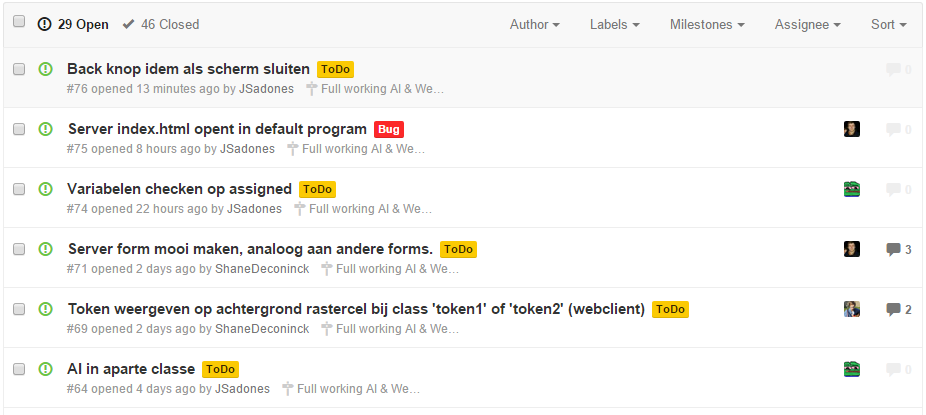 29 Open 46 Closed Author Labels Milestones Assignee Sort
Back knop idem als scherm sluiten ToDo 0
#76 opened 13 minutes ago by JSadones Full working AI & We…
Server index.html opent in default program Bug 0
#75 opened 8 hours ago by JSadones Full working AI & We…
Variabelen checken op assigned ToDo 0
#74 opened 22 hours ago by JSadones Full working AI & We…
Server form mooi maken, analoog aan andere forms. ToDo 3
#71 opened 2 days ago by ShaneDeconinck Full working AI & We…
Token weergeven op achtergrond rastercel bij class 'token1' of 'token2' (webclient) ToDo 2
#69 opened 2 days ago by ShaneDeconinck Full working AI & We…
AI in aparte classe ToDo 0
#64 opened 4 days ago by JSadones Full working AI & We…